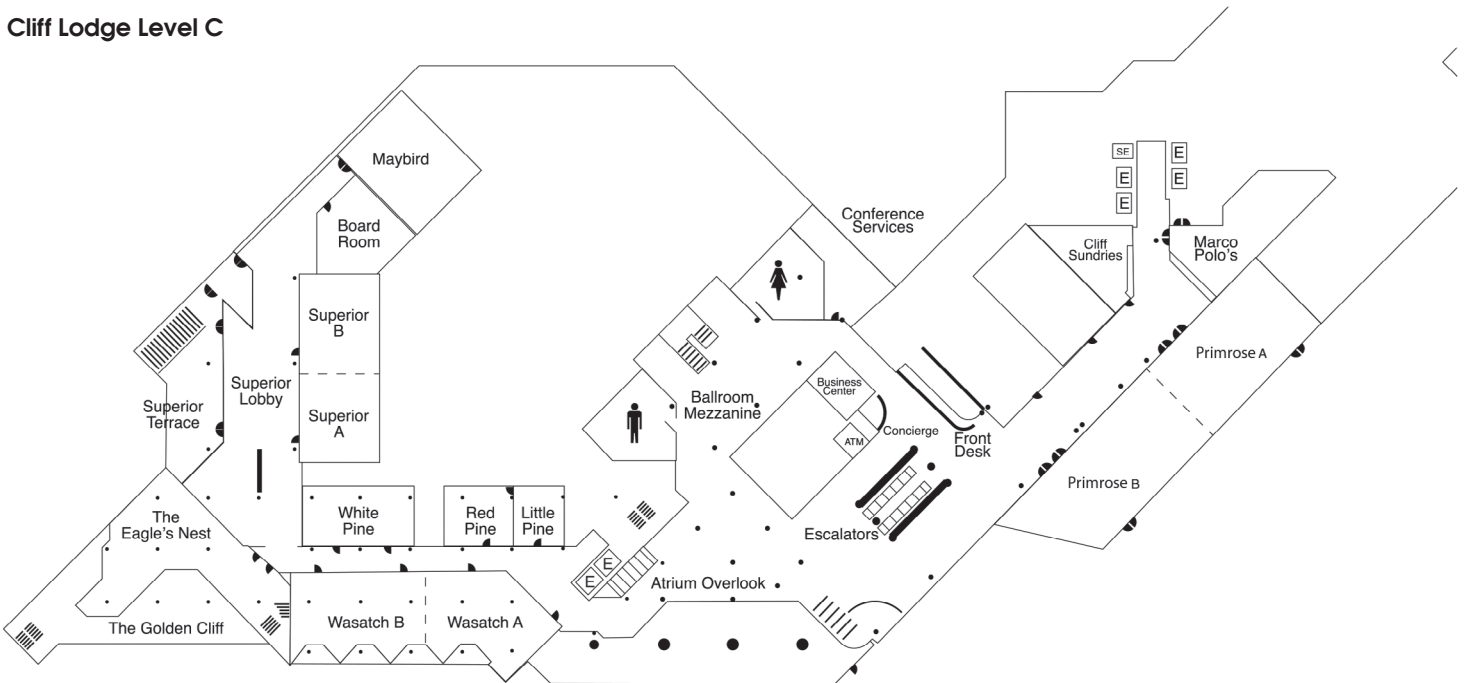 Cliff Lodge Level C
Maybird
Board
Room
Superior
B
Superior
A
Superior
Lobby
Superior
Terrace
The
Eagle's Nest
The Golden Cliff
White
Pine
Red
Pine
Little
Pine
Wasatch B
Wasatch A
E
E
Atrium Overlook
Ballroom
Mezzanine
Business
Center
ATM
Concierge
Front
Desk
Escalators
Conference
Services
Cliff
Sundries
SE
E
E
E
E
Marco
Polo's
Primrose A
Primrose B